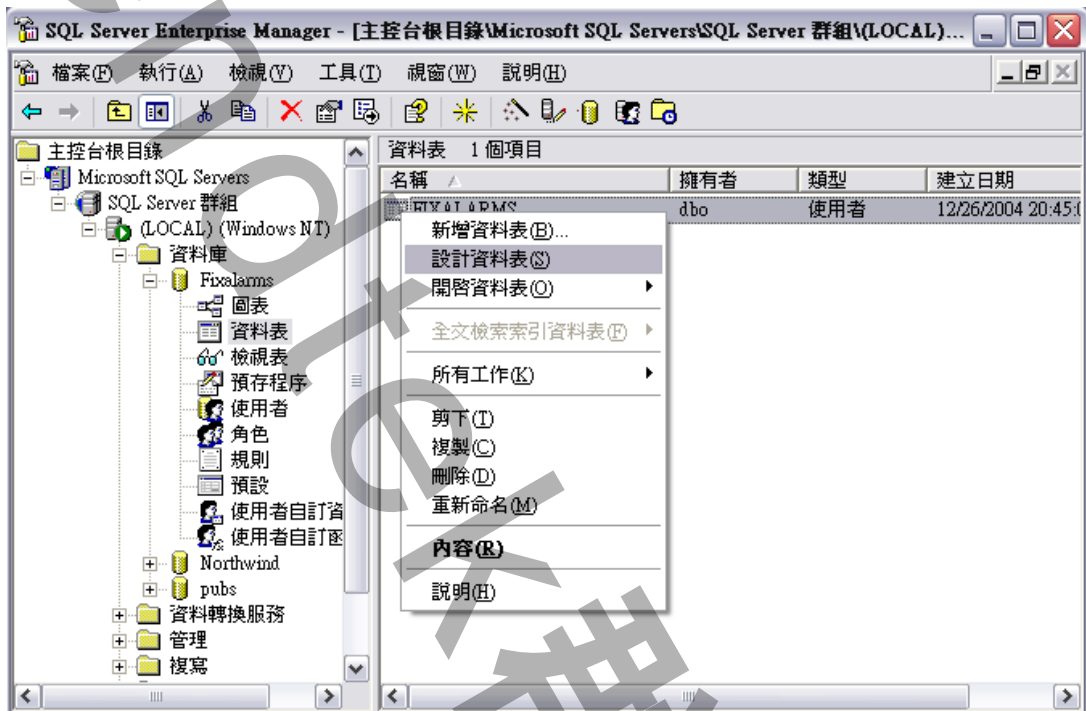 SQL Server Enterprise Manager - [主控台根目錄\Microsoft SQL Servers\SQL Server 群組\(LOCAL)...
檔案(F) 執行(A) 檢視(V) 工具(T) 視窗(W) 說明(H)
主控台根目錄
Microsoft SQL Servers
SQL Server 群組
(LOCAL) (Windows NT)
資料庫
Fixalarms
圖表
資料表
檢視表
預存程序
使用者
角色
規則
預設
使用者自訂資
使用者自訂函
Northwind
pubs
資料轉換服務
管理
複寫
資料表 1 個項目
名稱 擁有者 類型 建立日期
FIXALARMS dbo 使用者 12/26/2004 20:45:0
新增資料表(B)...
設計資料表(S)
開啓資料表(O)
全文檢索索引資料表(F)
所有工作(K)
剪下(T)
複製(C)
刪除(D)
重新命名(M)
內容(R)
說明(H)